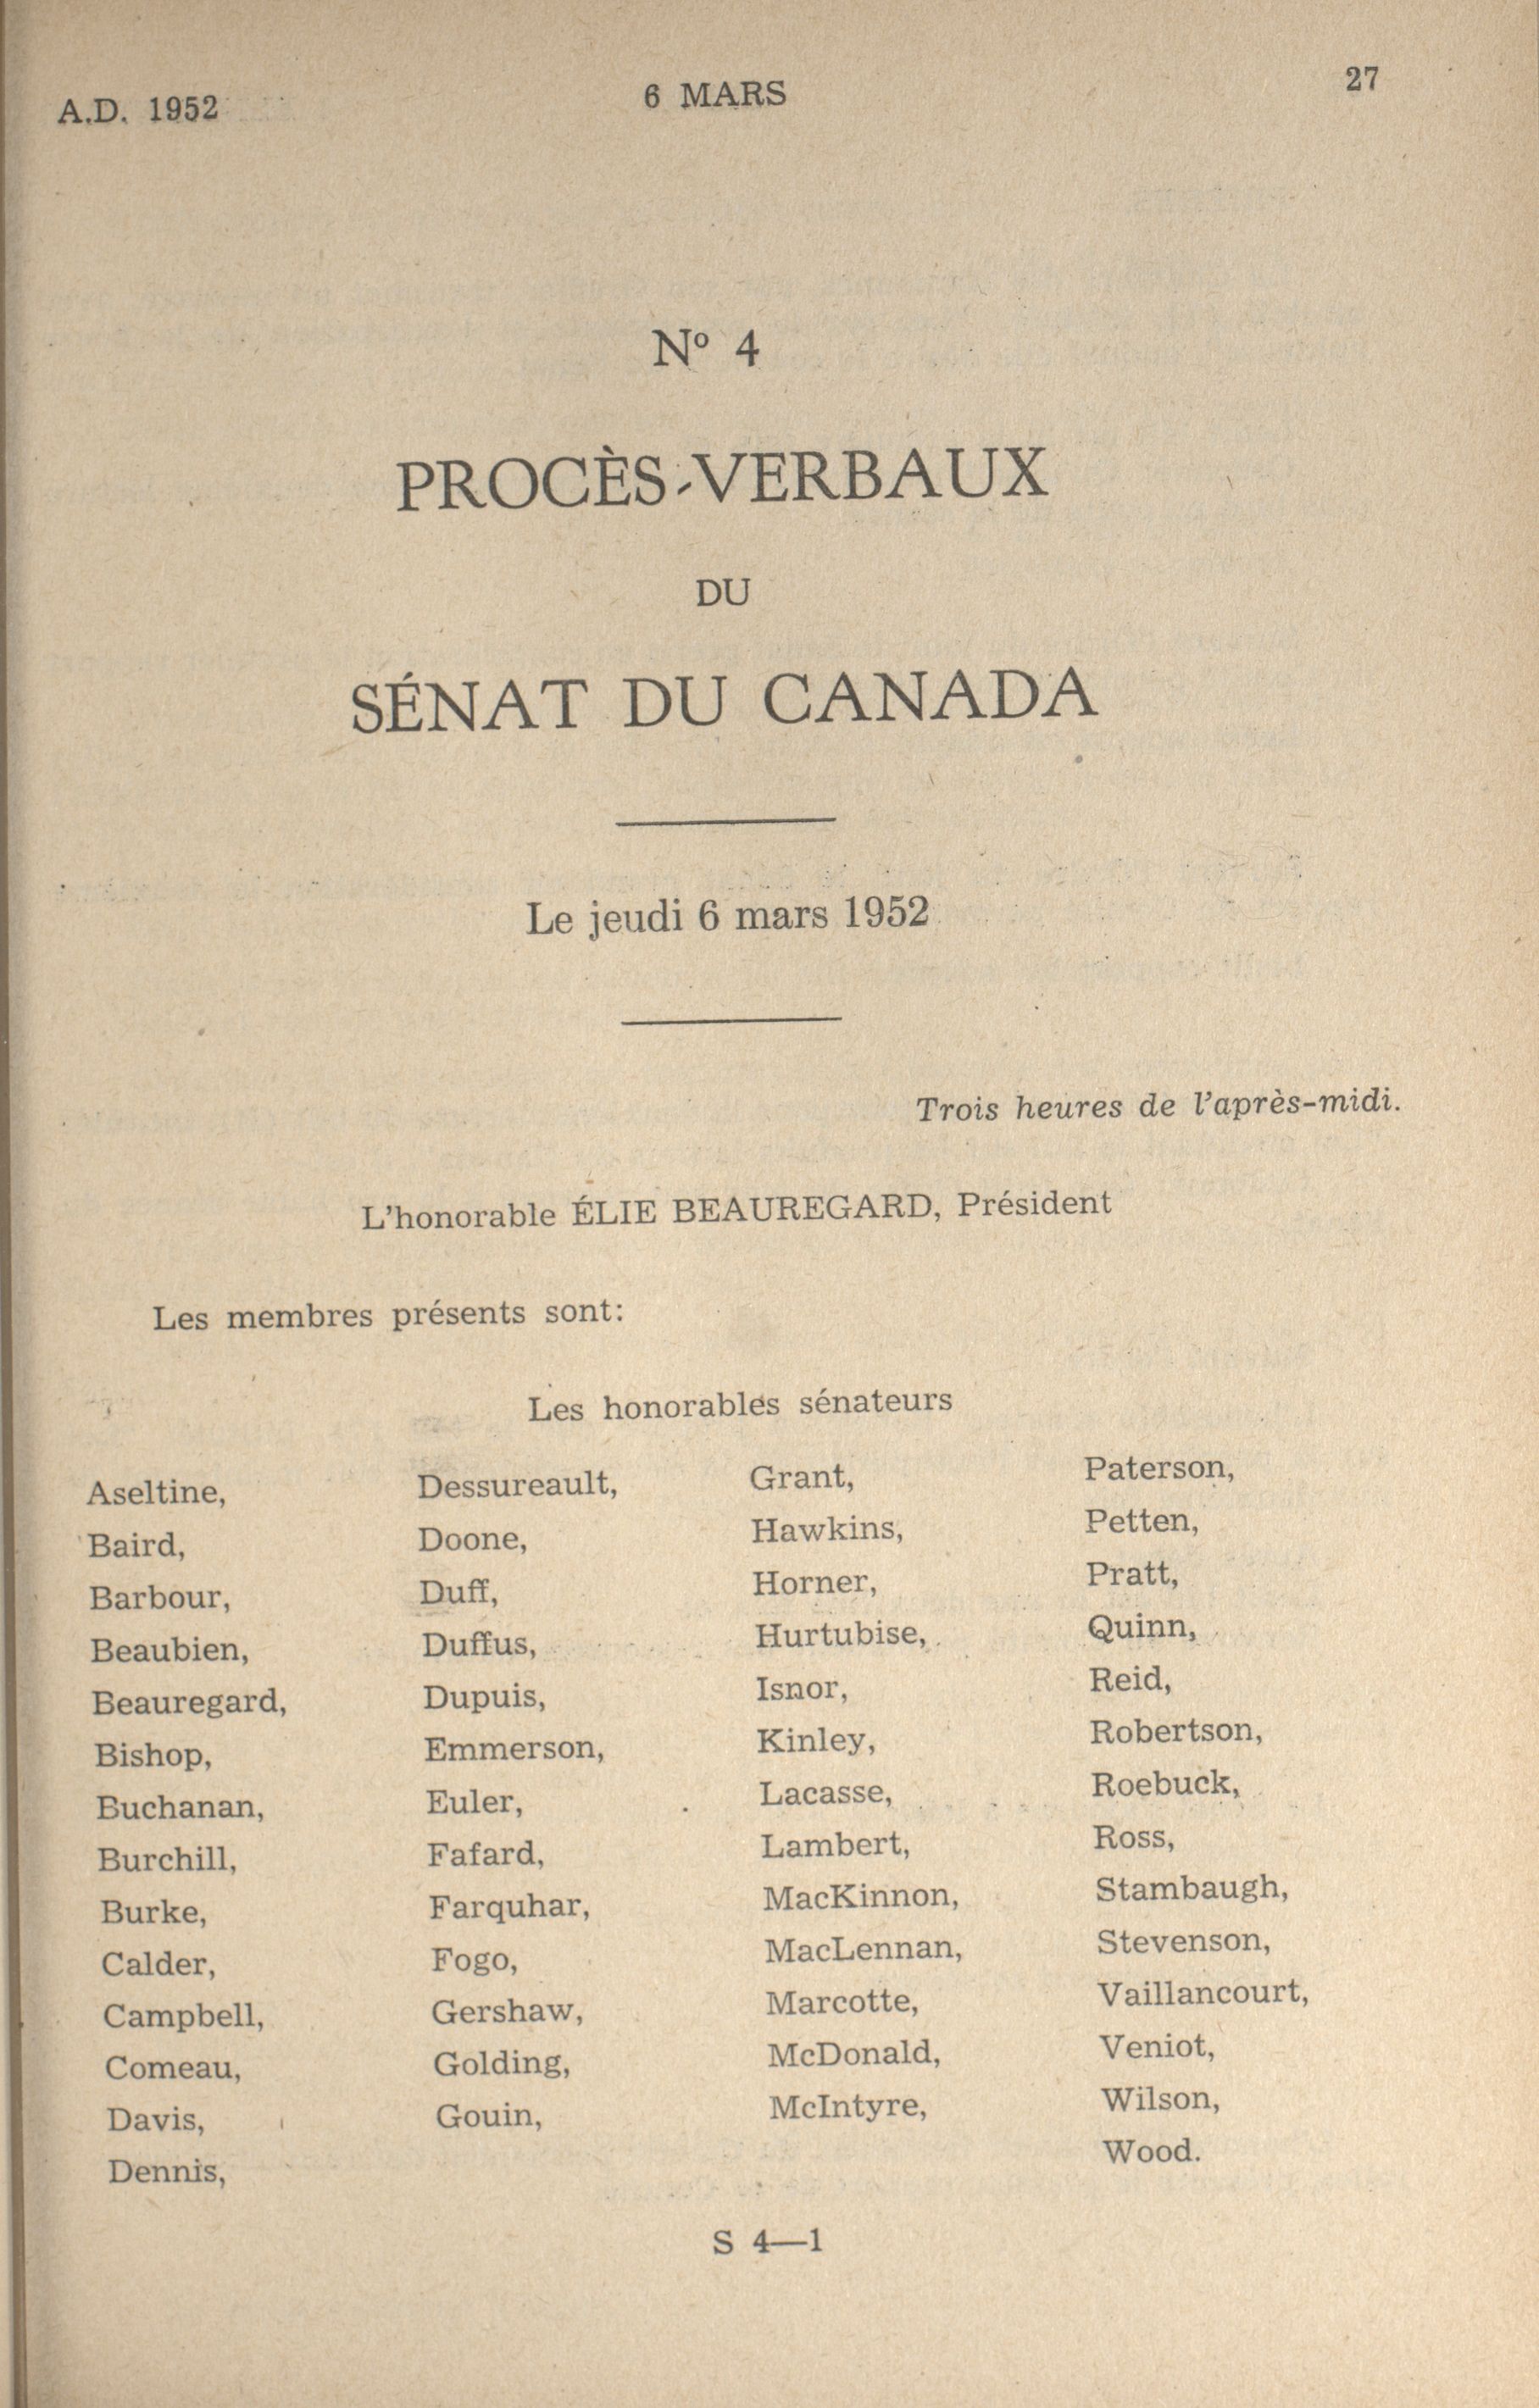 A.D. 1952
6 MARS
27
Nº 4
PROCÈS-VERBAUX
DU
SÉNAT DU CANADA
Le jeudi 6 mars 1952
Trois heures de l'après-midi.
L'honorable ÉLIE BEAUREGARD, Président
Les membres présents sont:
Les honorables sénateurs
Aseltine,
Baird,
Barbour,
Beaubien,
Beauregard,
Bishop,
Buchanan,
Burchill,
Burke,
Calder,
Campbell,
Comeau,
Davis,
Dennis,
Dessureault,
Doone,
Duff,
Duffus,
Dupuis,
Emmerson,
Euler,
Fafard,
Farquhar,
Fogo,
Gershaw,
Golding,
Gouin,
Grant,
Hawkins,
Horner,
Hurtubise,
Isnor,
Kinley,
Lacasse,
Lambert,
MacKinnon,
MacLennan,
Marcotte,
McDonald,
McIntyre,
Paterson,
Petten,
Pratt,
Quinn,
Reid,
Robertson,
Roebuck,
Ross,
Stambaugh,
Stevenson,
Vaillancourt,
Veniot,
Wilson,
Wood.
S 4—1